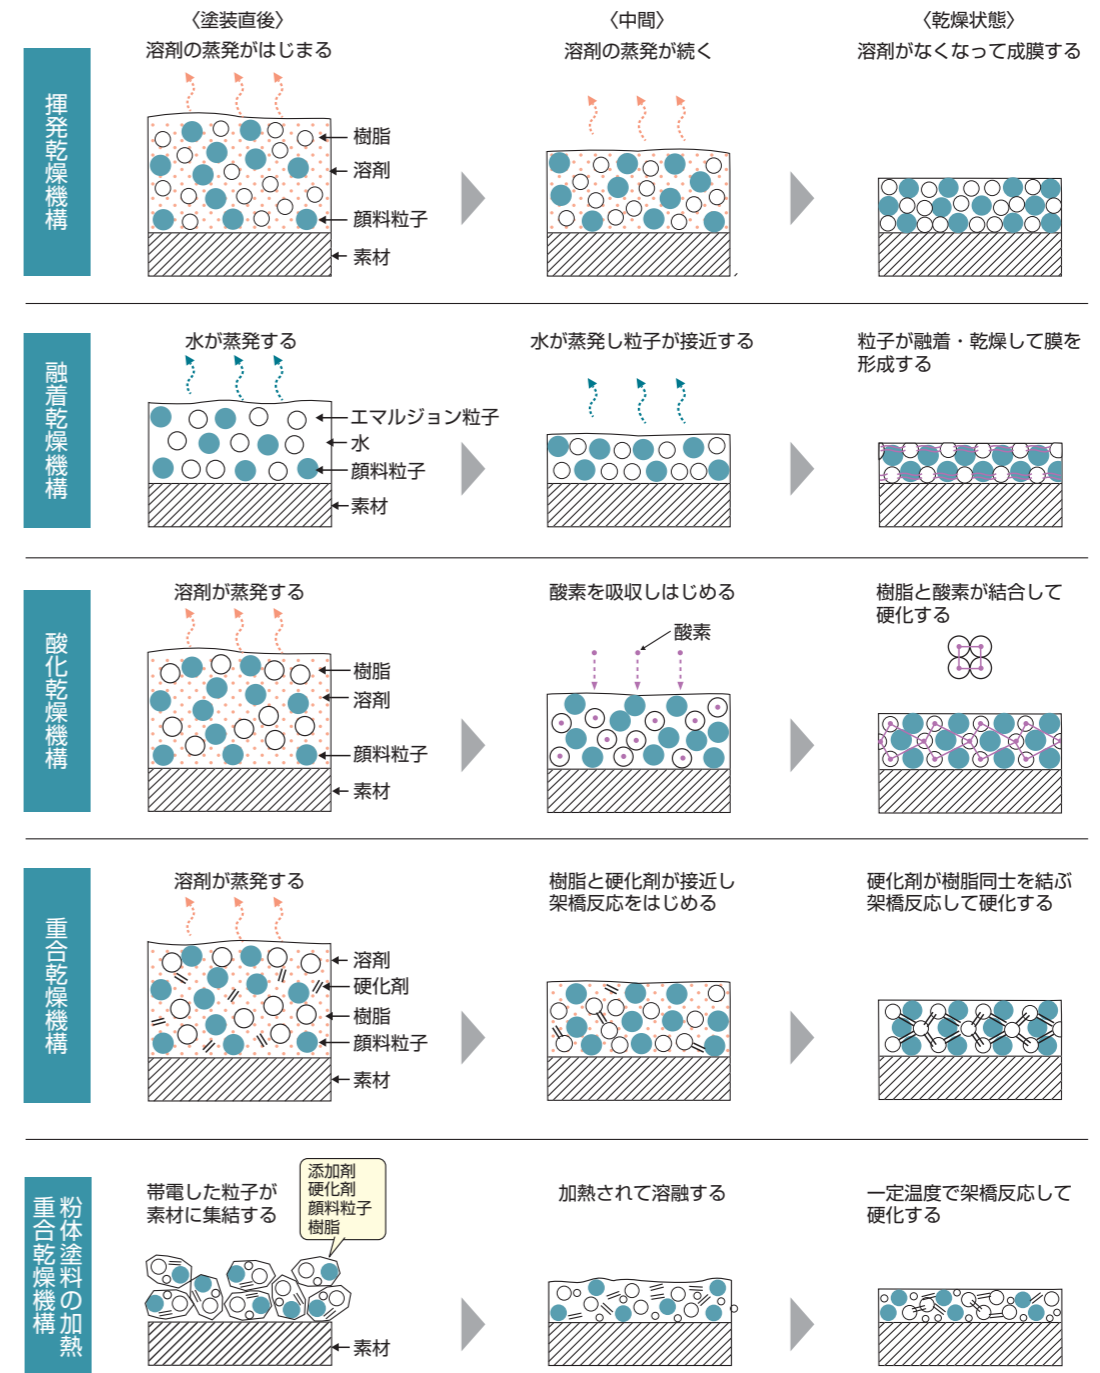 〈塗装直後〉
〈中間〉
〈乾燥状態〉
揮発乾燥機構
溶剤の蒸発がはじまる
樹脂
溶剤
顔料粒子
素材
溶剤の蒸発が続く
溶剤がなくなって成膜する
融着乾燥機構
水が蒸発する
エマルジョン粒子
水
顔料粒子
素材
水が蒸発し粒子が接近する
粒子が融着・乾燥して膜を
形成する
酸化乾燥機構
溶剤が蒸発する
樹脂
溶剤
顔料粒子
素材
酸素を吸収しはじめる
酸素
樹脂と酸素が結合して
硬化する
重合乾燥機構
溶剤が蒸発する
溶剤
硬化剤
樹脂
顔料粒子
素材
樹脂と硬化剤が接近し
架橋反応をはじめる
硬化剤が樹脂同士を結ぶ
架橋反応して硬化する
粉体塗料の加熱
重合乾燥機構
帯電した粒子が
素材に集結する
添加剤
硬化剤
顔料粒子
樹脂
素材
加熱されて溶融する
一定温度で架橋反応して
硬化する